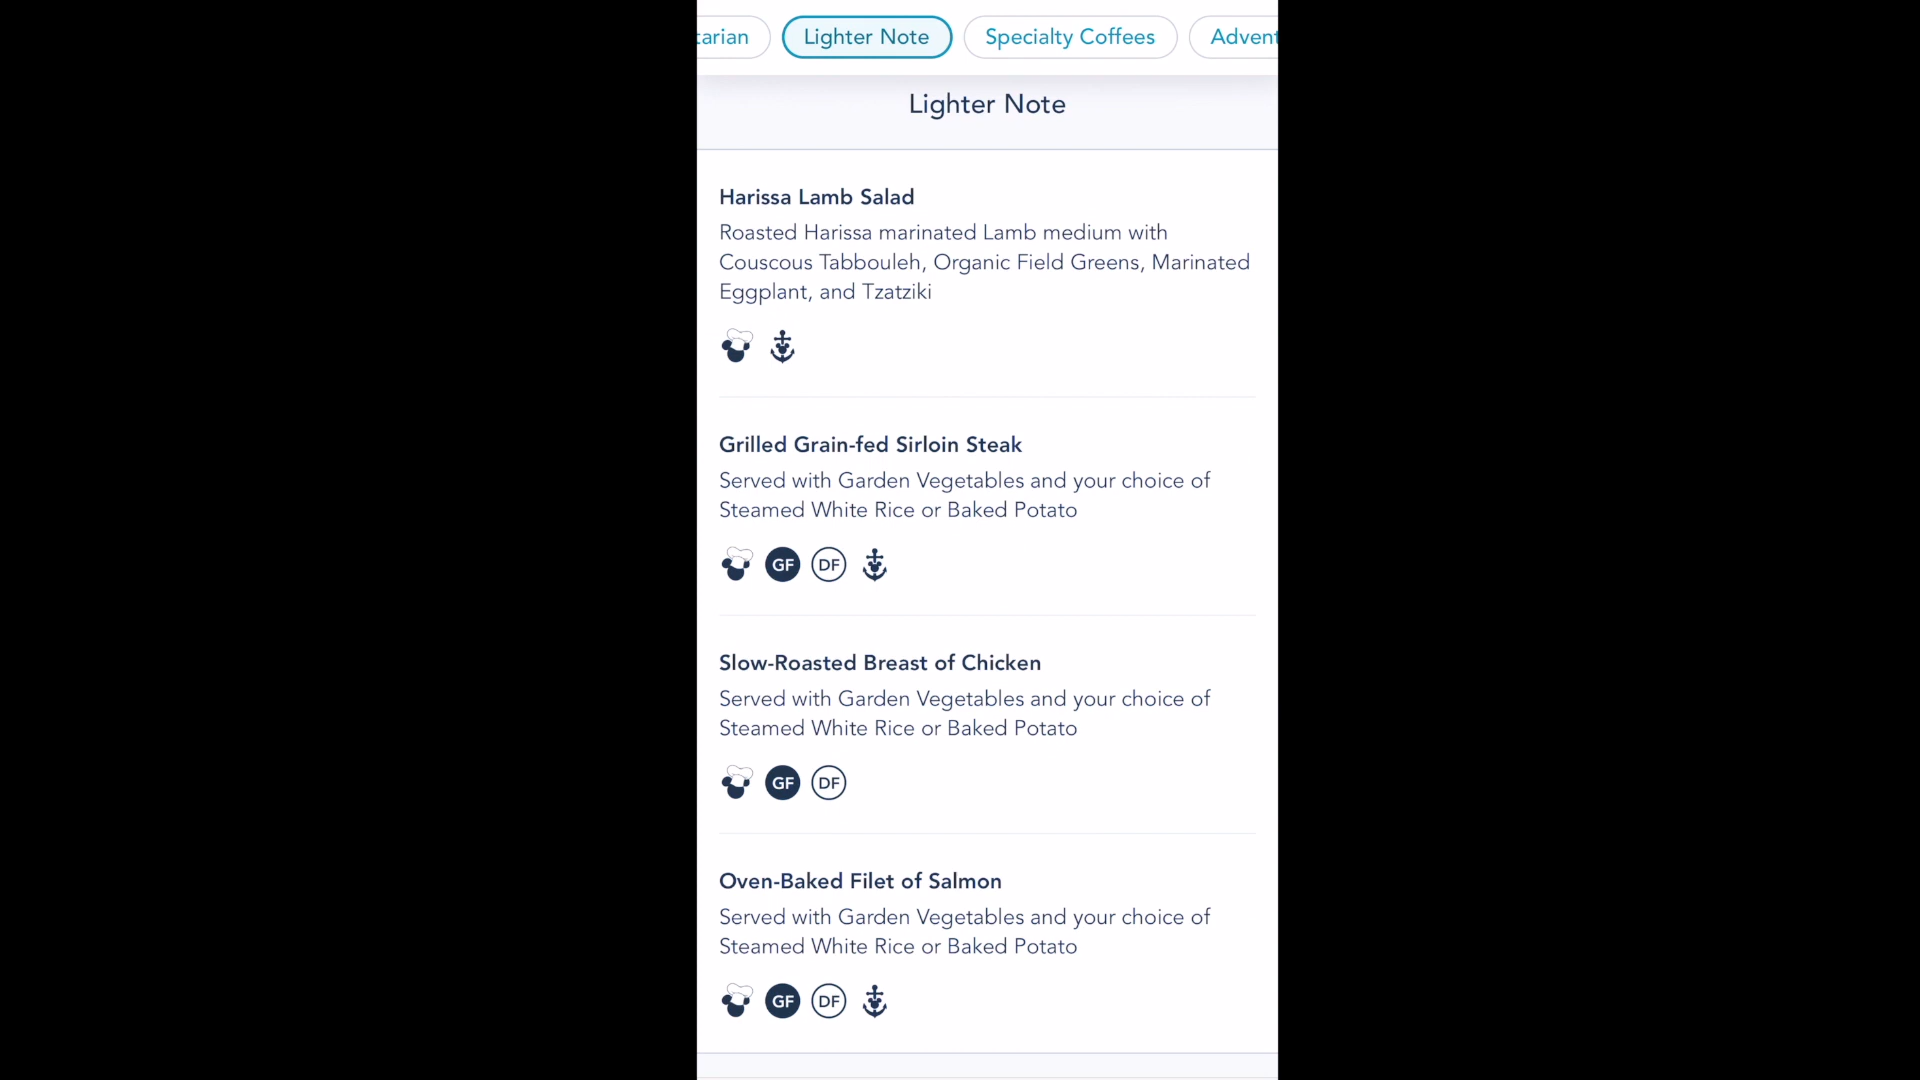 tarian
Lighter Note
Specialty Coffees
Advent
Lighter Note
Harissa Lamb Salad
Roasted Harissa marinated Lamb medium with
Couscous Tabbouleh, Organic Field Greens, Marinated
Eggplant, and Tzatziki
Grilled Grain-fed Sirloin Steak
Served with Garden Vegetables and your choice of
Steamed White Rice or Baked Potato
GF DF
Slow-Roasted Breast of Chicken
Served with Garden Vegetables and your choice of
Steamed White Rice or Baked Potato
GF DF
Oven-Baked Filet of Salmon
Served with Garden Vegetables and your choice of
Steamed White Rice or Baked Potato
GF DF